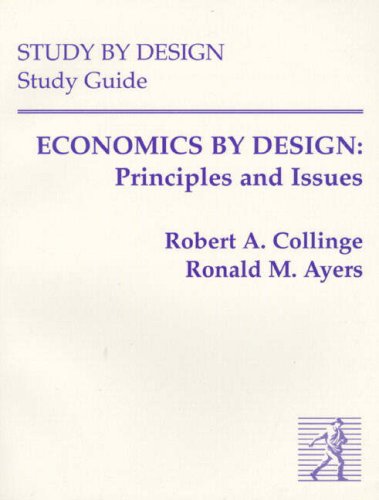 STUDY BY DESIGN
Study Guide
ECONOMICS BY DESIGN:
Principles and Issues
Robert A. Collinge
Ronald M. Ayers